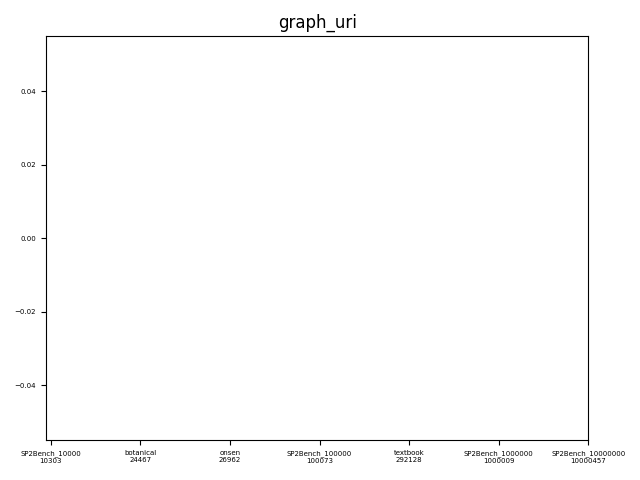 graph_uri
0.04
0.02
0.00
−0.02
−0.04
SP2Bench_10000 botanical onsen SP2Bench_100000 textbook SP2Bench_1000000 SP2Bench_10000000
10303 24467 26962 100073 292128 1000009 10000457